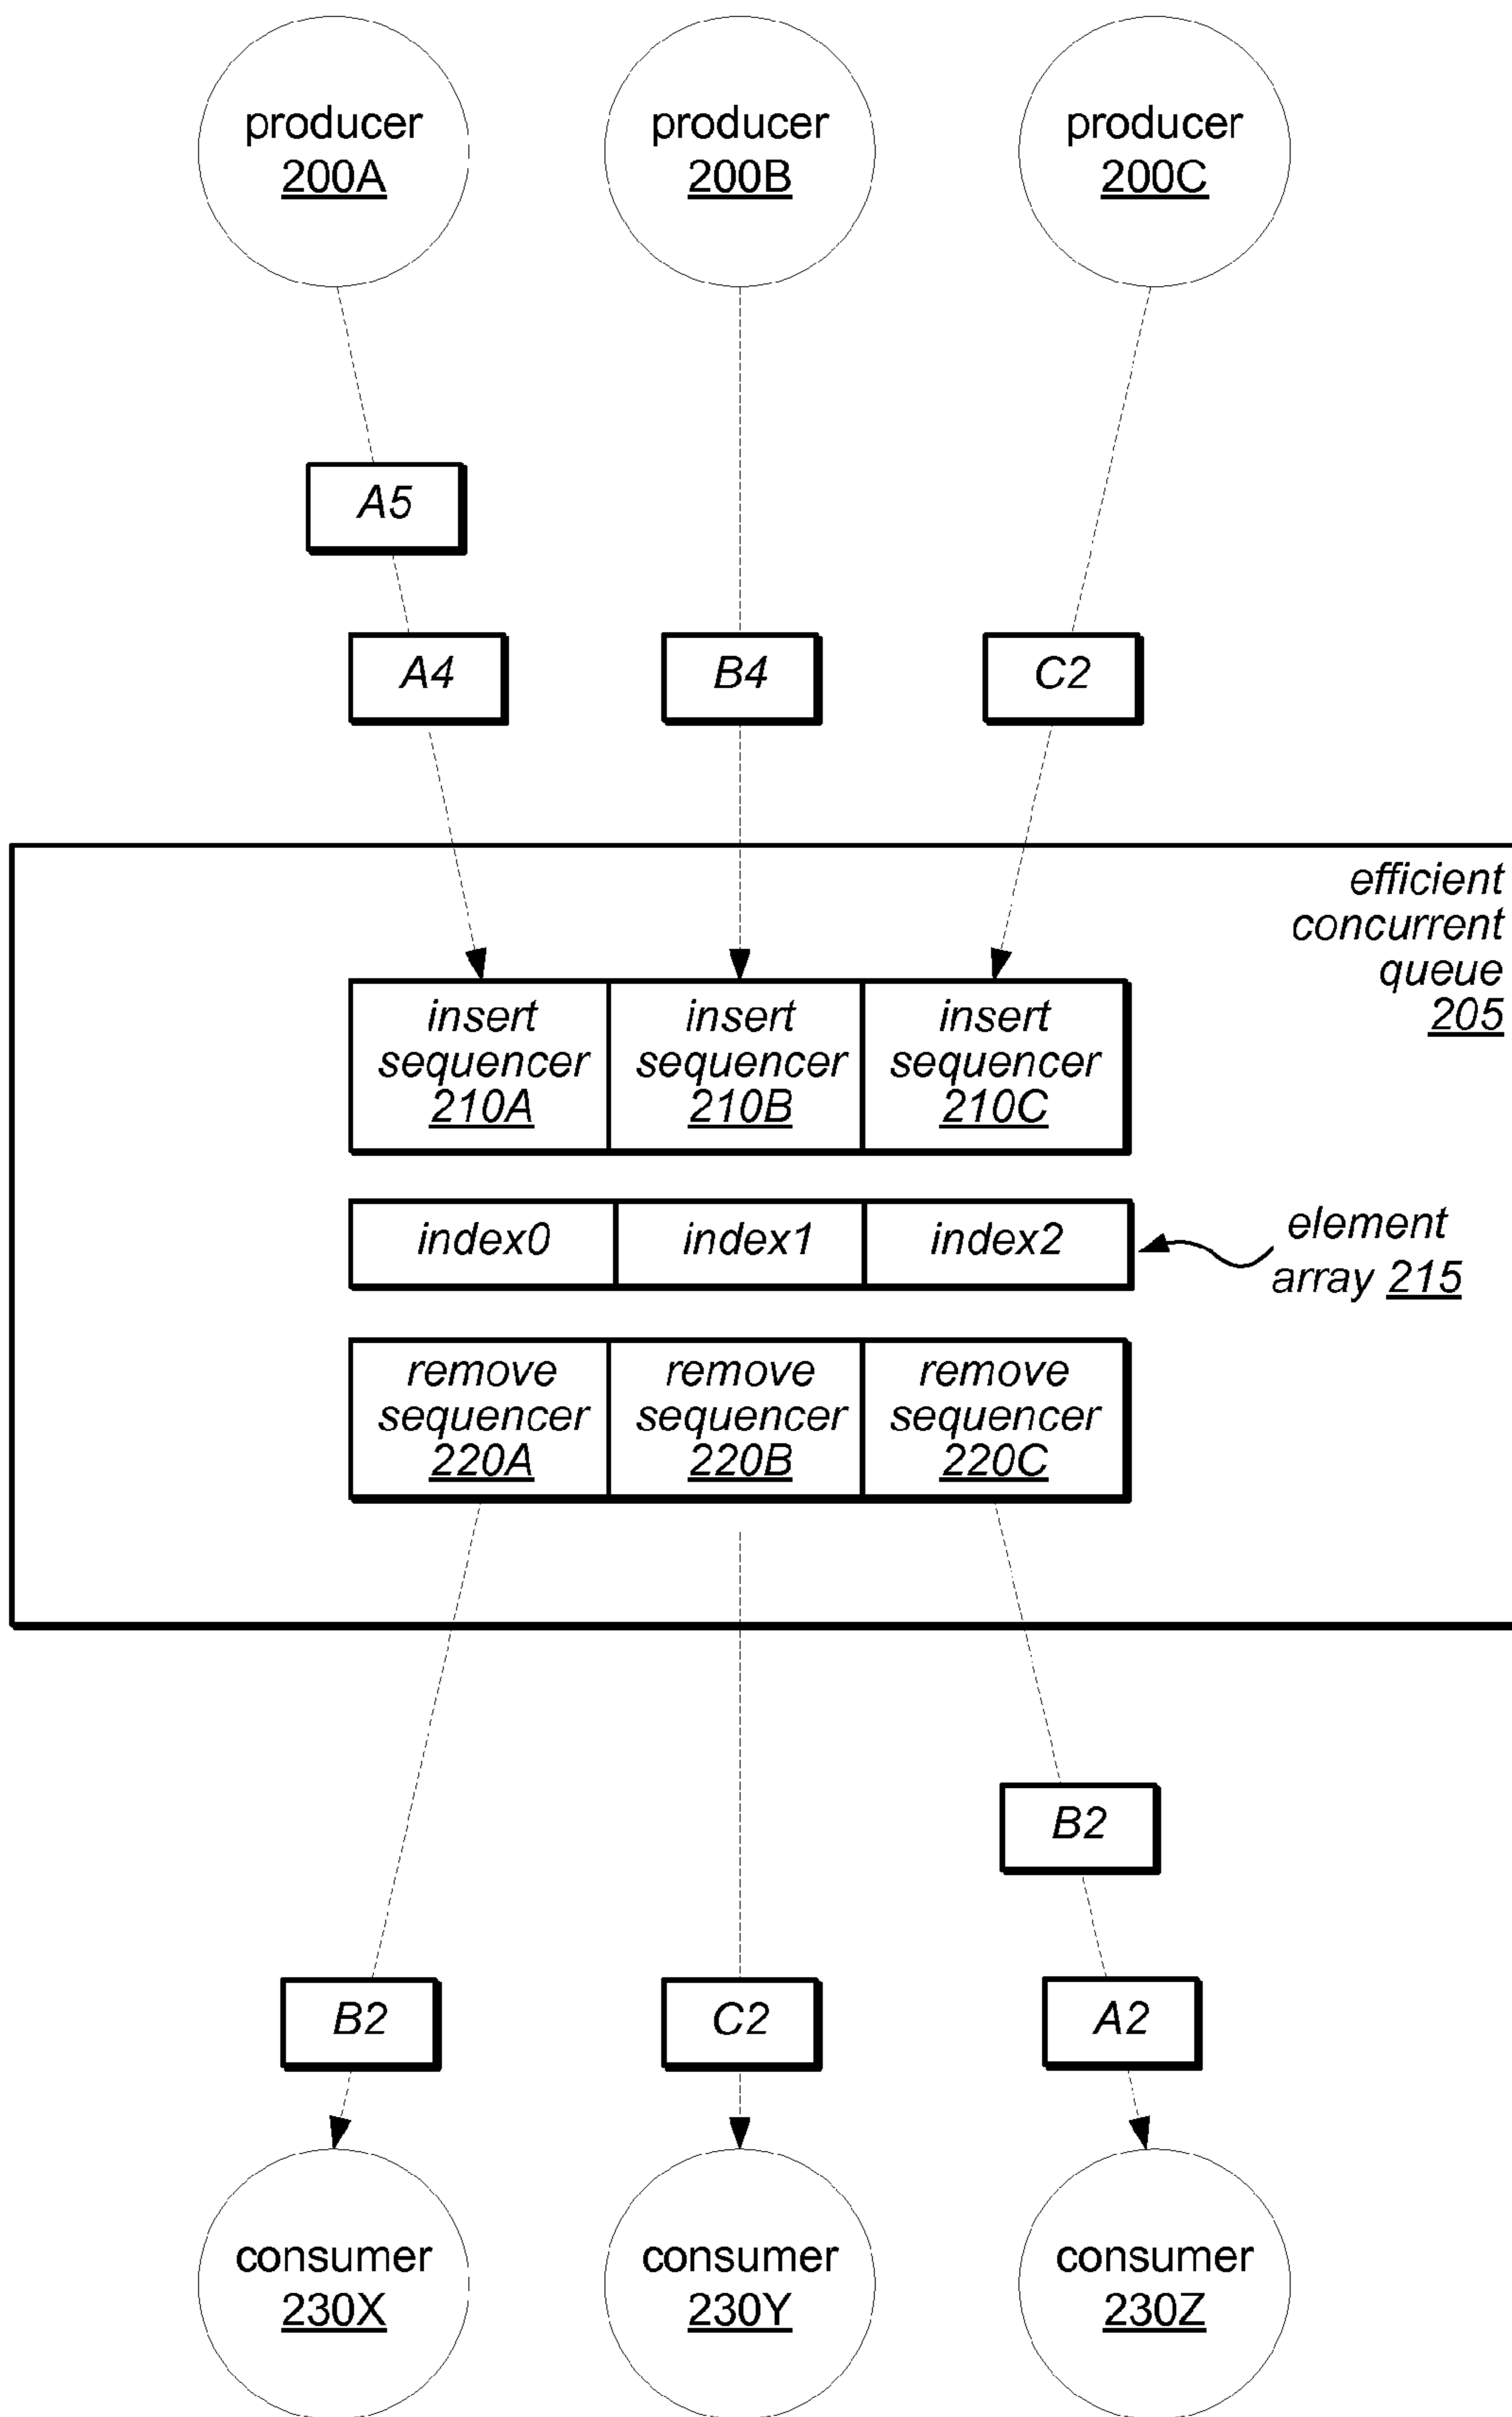 producer
200A
producer
200B
producer
200C
A5
A4
B4
C2
efficient
concurrent
queue
205
insert
sequencer
210A
insert
sequencer
210B
insert
sequencer
210C
index0
index1
index2
element
array 215
remove
sequencer
220A
remove
sequencer
220B
remove
sequencer
220C
B2
B2
C2
A2
consumer
230X
consumer
230Y
consumer
230Z